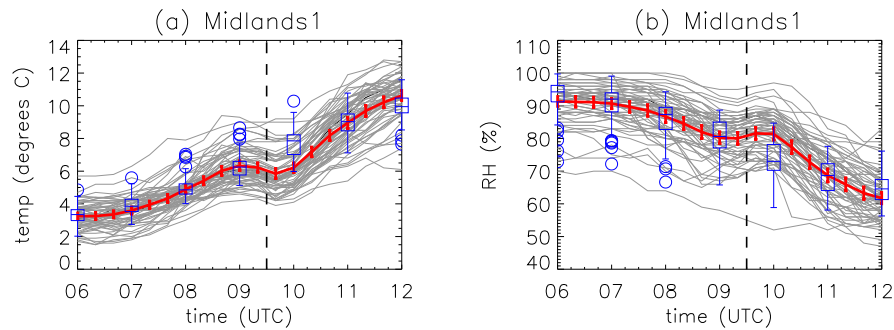 (a) Midlands1
14
12
10
8
6
4
2
0
temp (degrees C)
06 07 08 09 10 11 12
time (UTC)
(b) Midlands1
110
100
90
80
70
60
50
40
RH (%)
06 07 08 09 10 11 12
time (UTC)